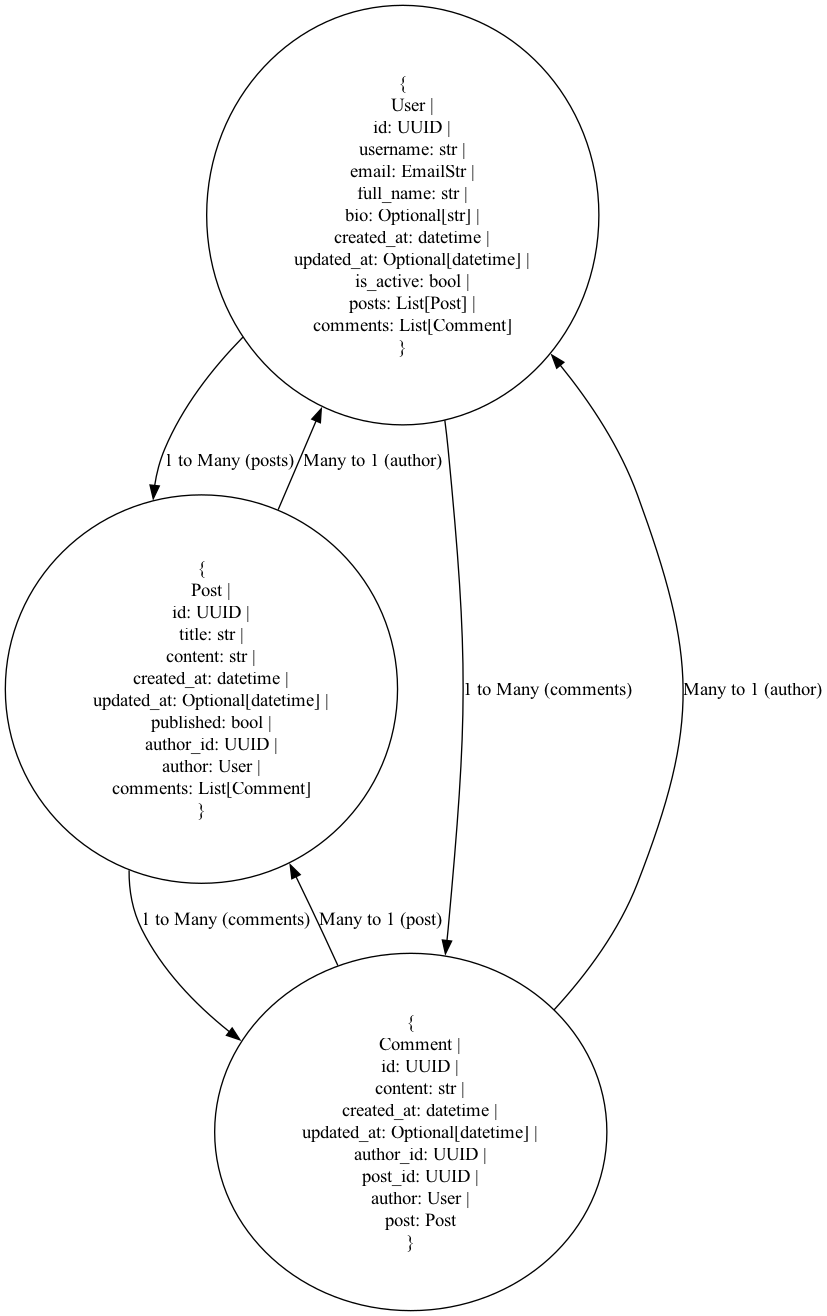 {
User |
id: UUID |
username: str |
email: EmailStr |
full_name: str |
bio: Optional[str] |
created_at: datetime |
updated_at: Optional[datetime] |
is_active: bool |
posts: List[Post] |
comments: List[Comment]
}
1 to Many (posts)
Many to 1 (author)
{
Post |
id: UUID |
title: str |
content: str |
created_at: datetime |
updated_at: Optional[datetime] |
published: bool |
author_id: UUID |
author: User |
comments: List[Comment]
}
1 to Many (comments)
Many to 1 (author)
1 to Many (comments)
Many to 1 (post)
{
Comment |
id: UUID |
content: str |
created_at: datetime |
updated_at: Optional[datetime] |
author_id: UUID |
post_id: UUID |
author: User |
post: Post
}